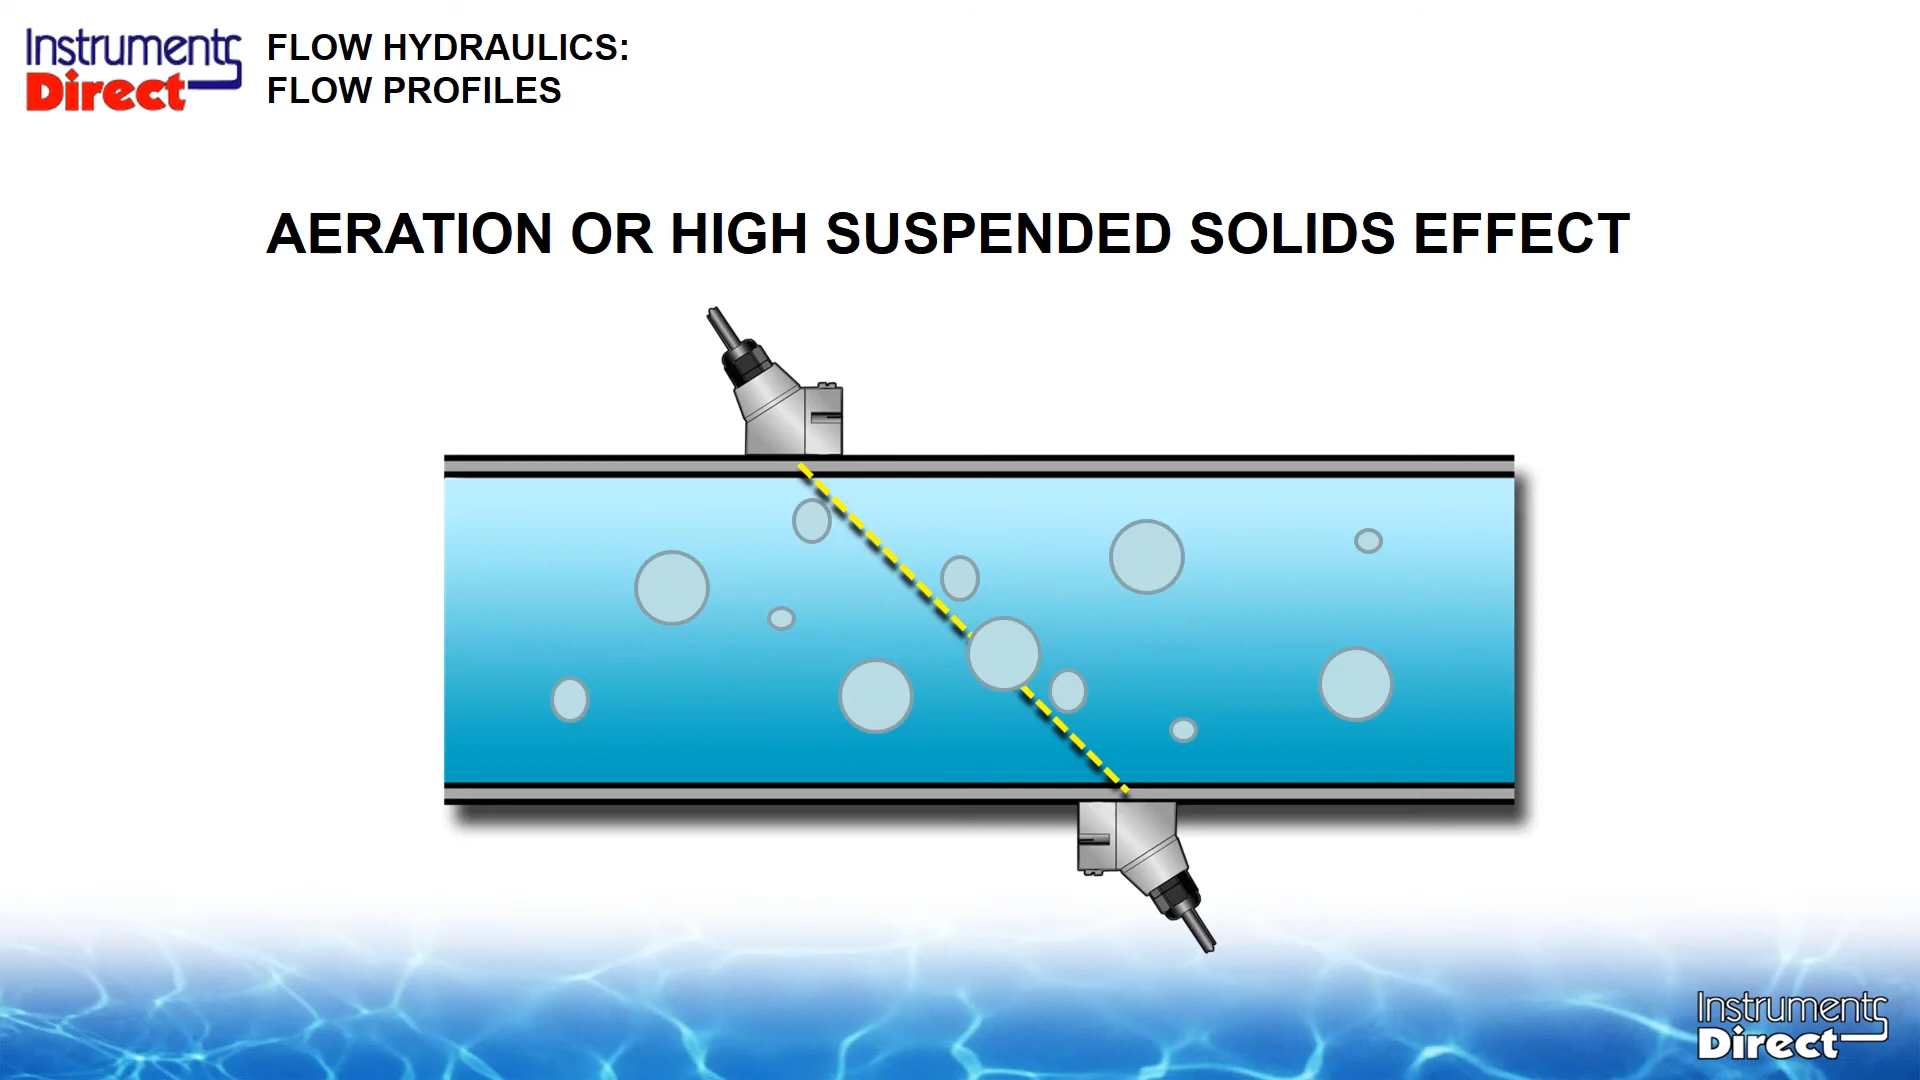 Instruments
Direct
FLOW HYDRAULICS:
FLOW PROFILES
AERATION OR HIGH SUSPENDED SOLIDS EFFECT
Instruments
Direct